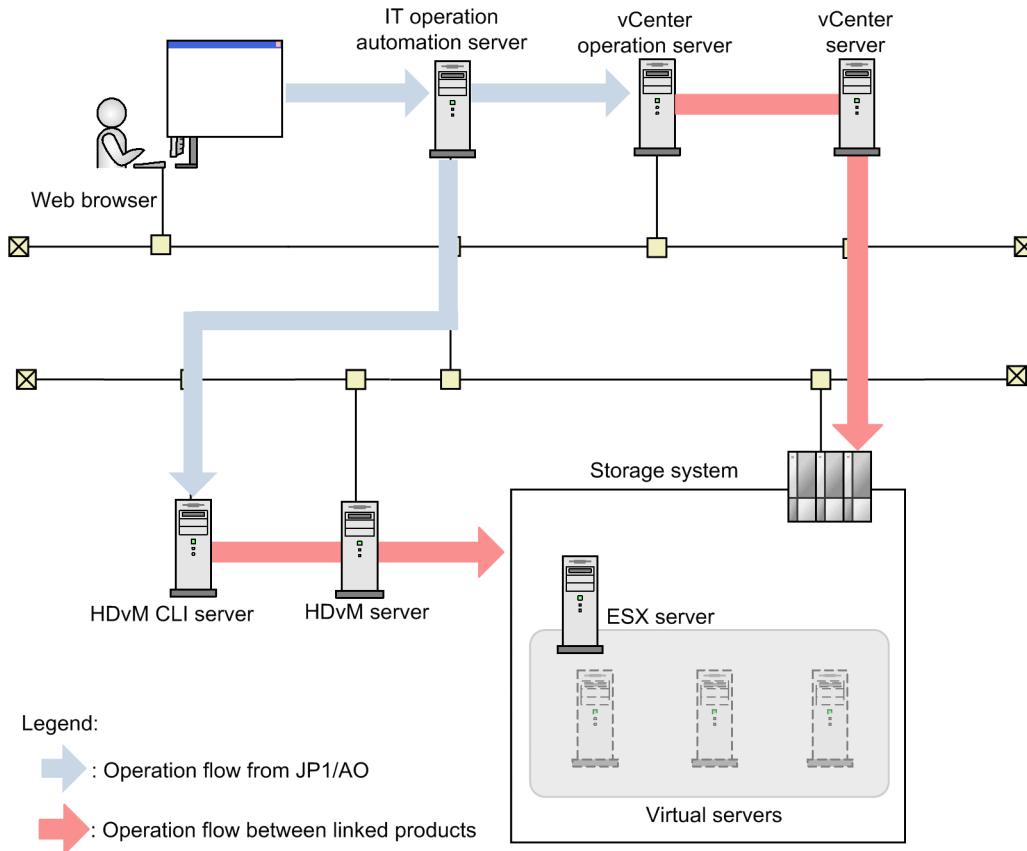 IT operation
automation server
vCenter
operation server
vCenter
server
Web browser
Storage system
HDvM CLI server
HDvM server
ESX server
Virtual servers
Legend:
: Operation flow from JP1/AO
: Operation flow between linked products